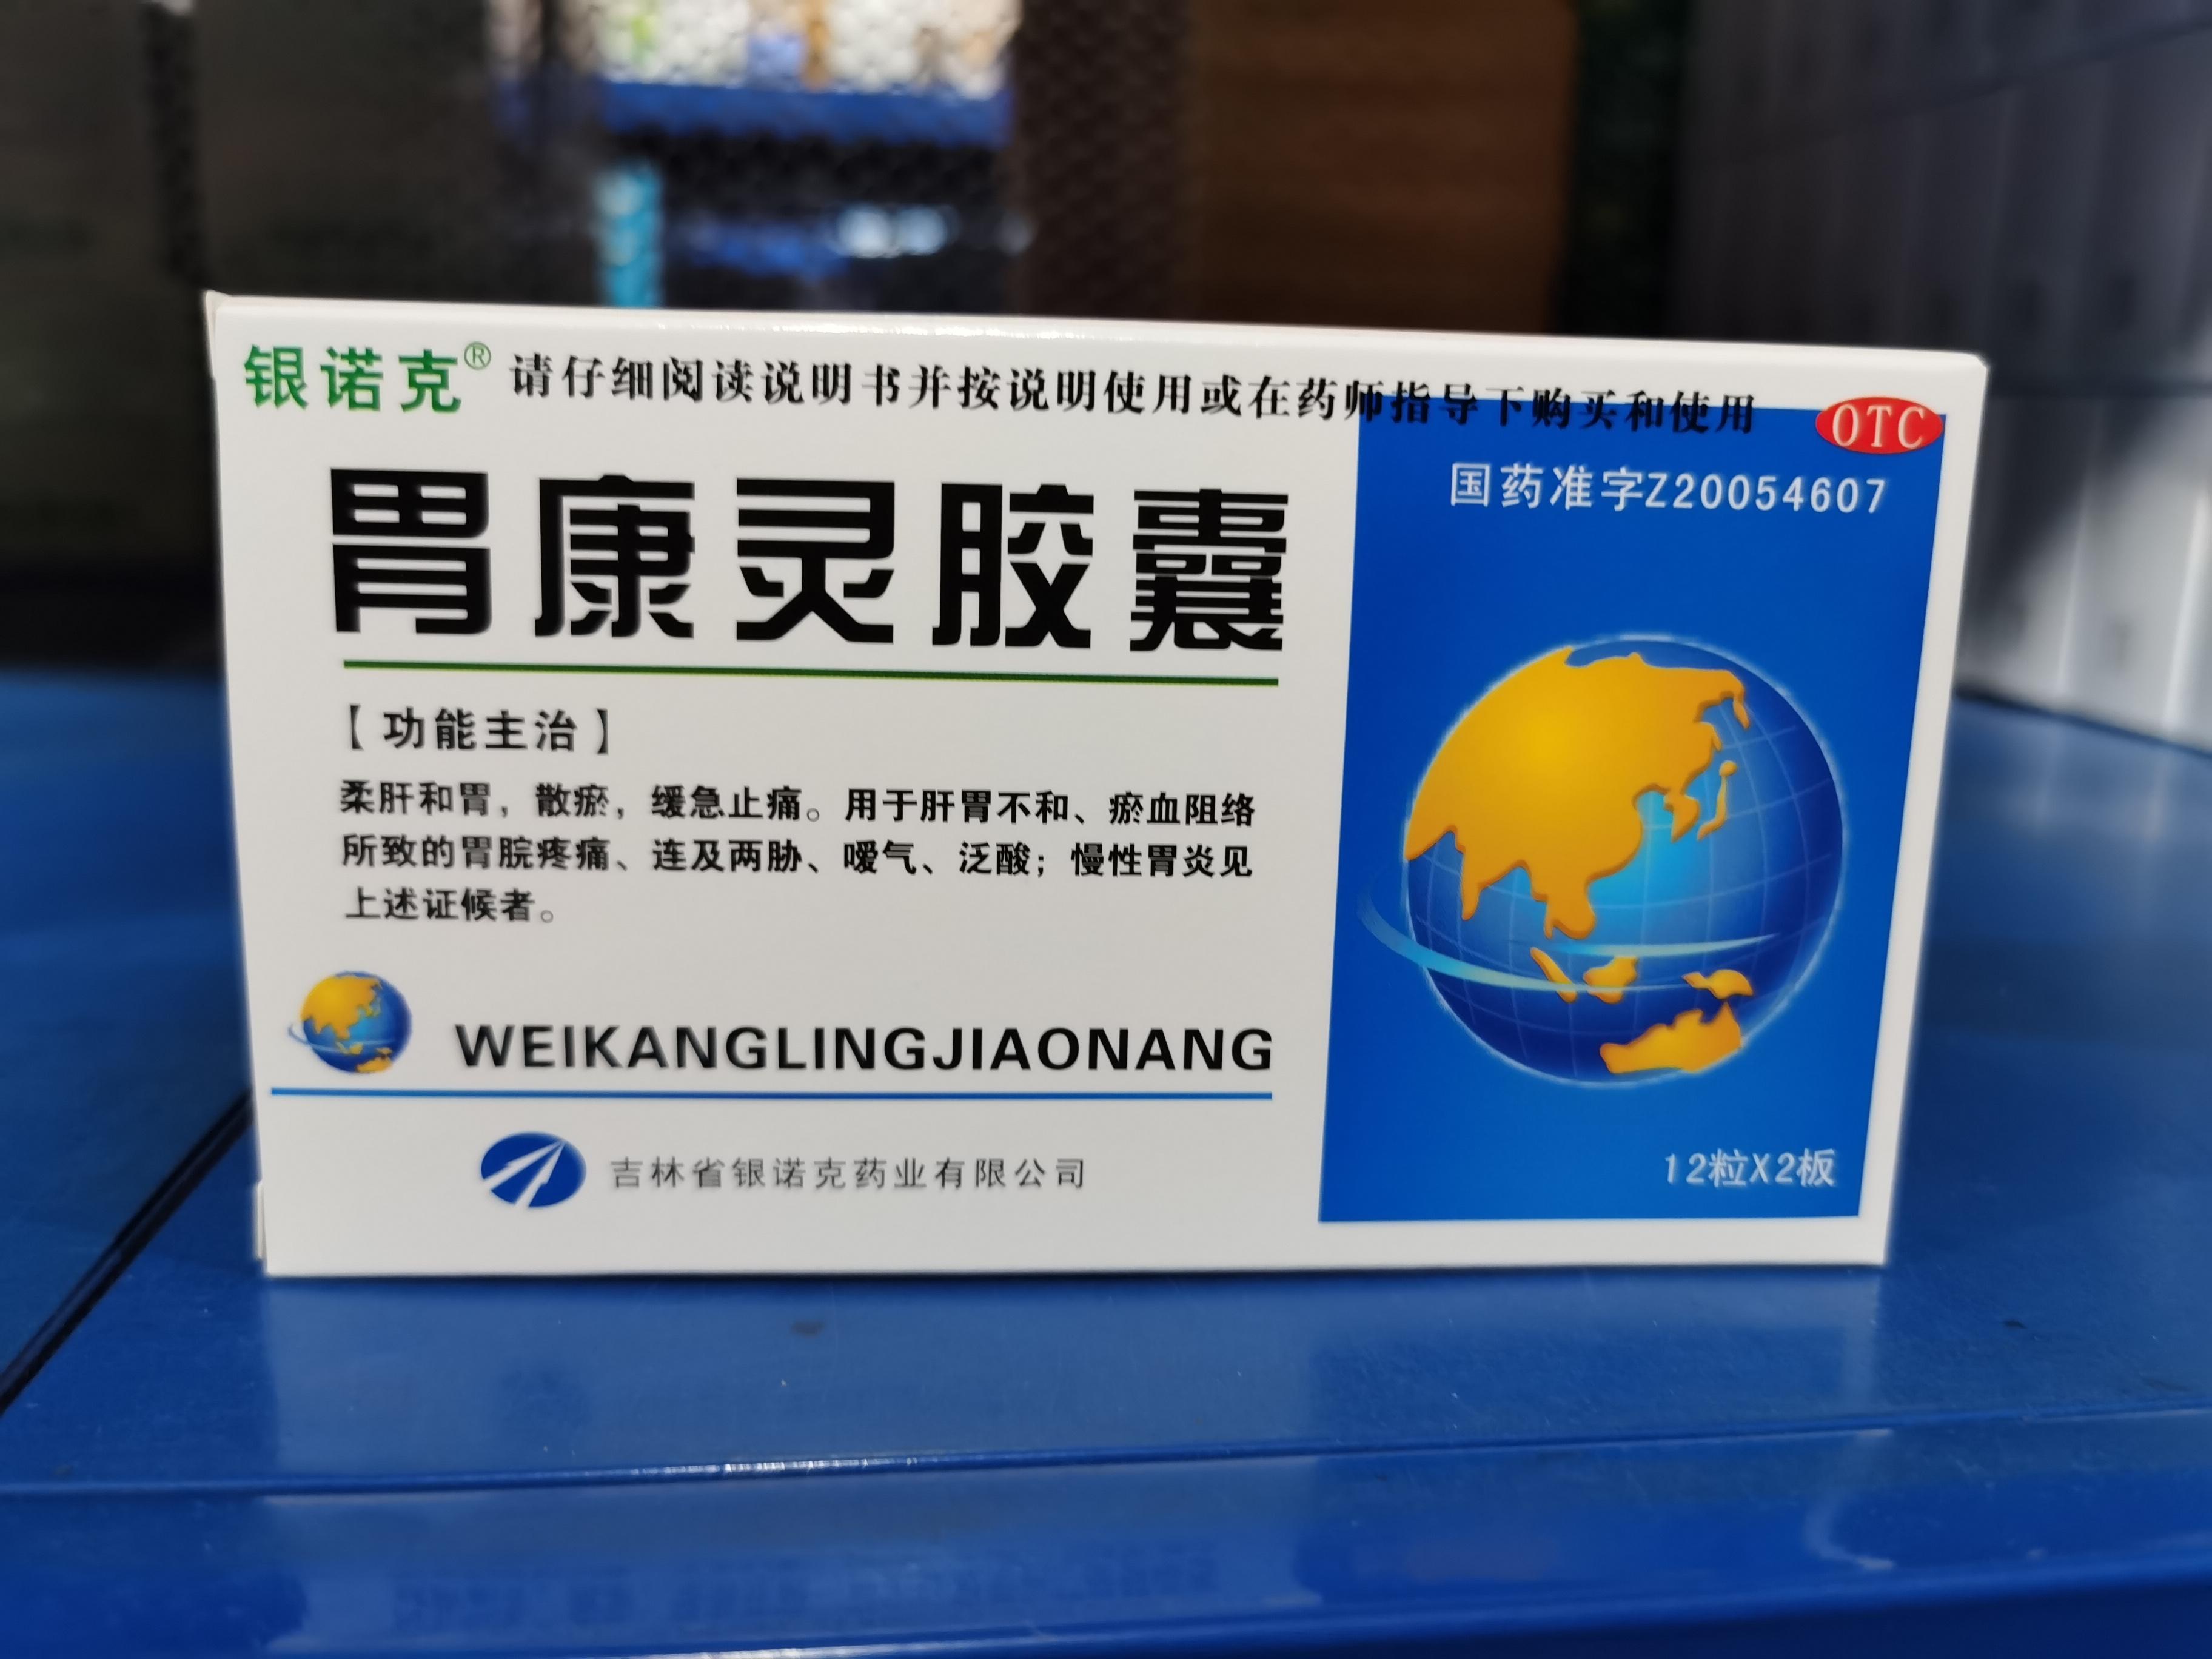 银诺克® 请仔细阅读说明书并按说明使用或在药师指导下购买和使用
OTC
国药准字Z20054607
胃康灵胶囊
【功能主治】
柔肝和胃，散瘀，缓急止痛。用于肝胃不和、瘀血阻络
所致的胃脘疼痛、连及两胁、嗳气、泛酸；慢性胃炎见
上述证候者。
WEIKANGLINGJIAONANG
吉林省银诺克药业有限公司
12粒X2板